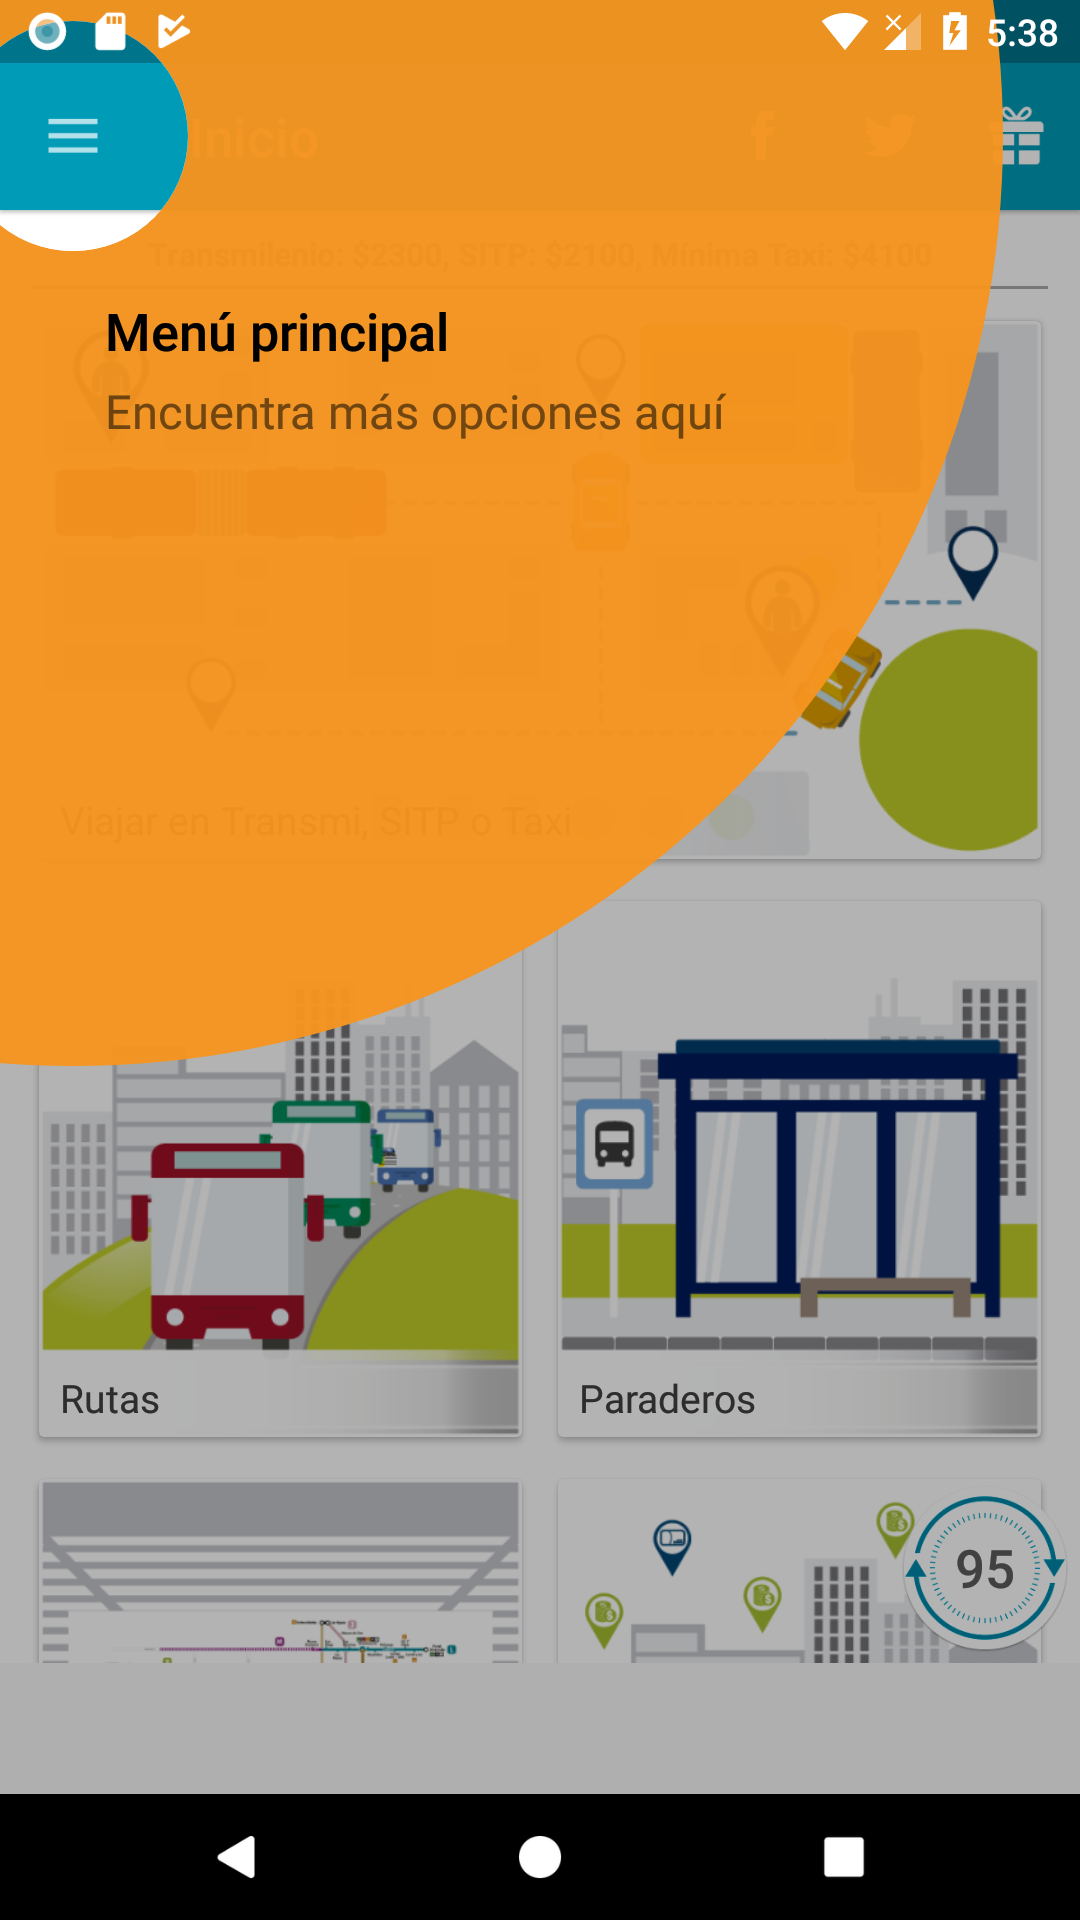 5:38
Inicio
Transmilenio: $2300, SITP: $2100, Mínima Taxi: $4100
Menú principal
Encuentra más opciones aquí
Viajar en Transmi, SITP o Taxi
Rutas
Paraderos
95